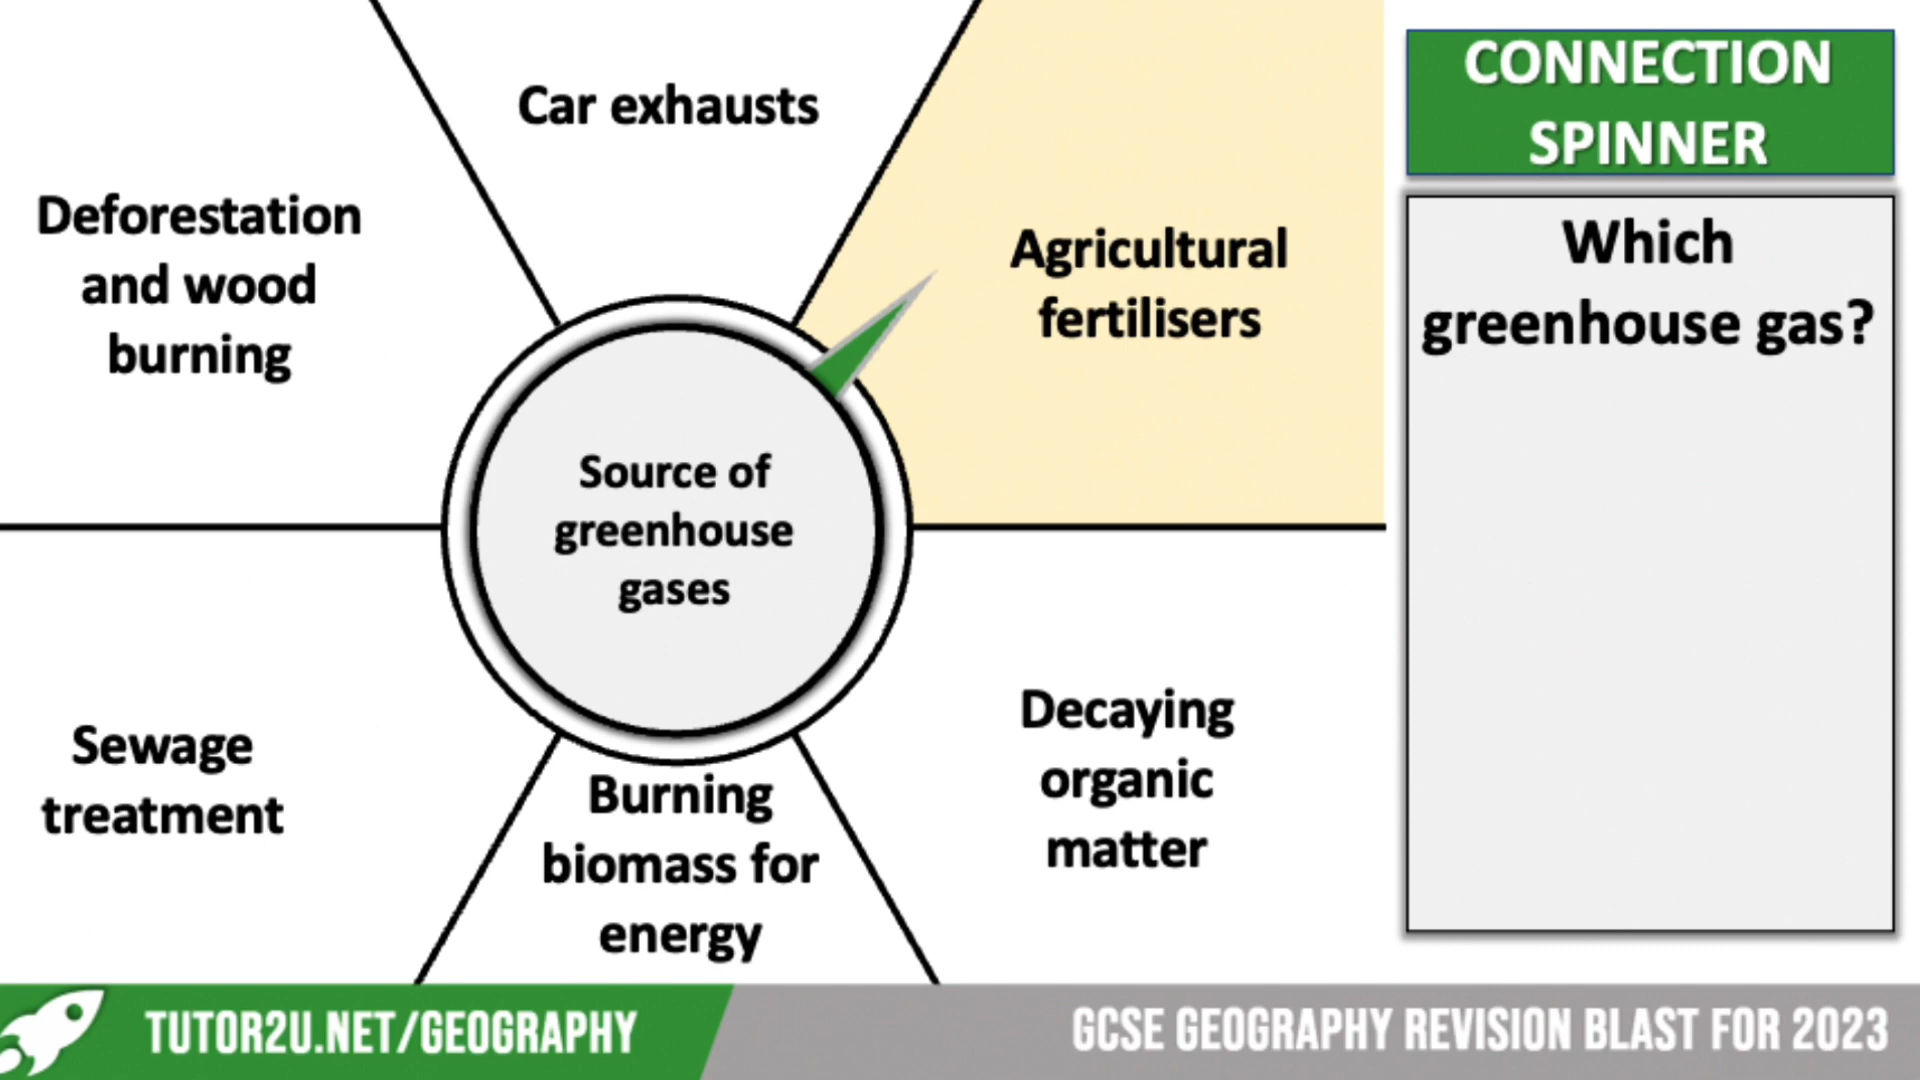 Car exhausts
Deforestation
and wood
burning
Agricultural
fertilisers
Source of
greenhouse
gases
Sewage
treatment
Burning
biomass for
energy
Decaying
organic
matter
CONNECTION
SPINNER
Which
greenhouse gas?
TUTOR2U.NET/GEOGRAPHY
GCSE GEOGRAPHY REVISION BLAST FOR 2023